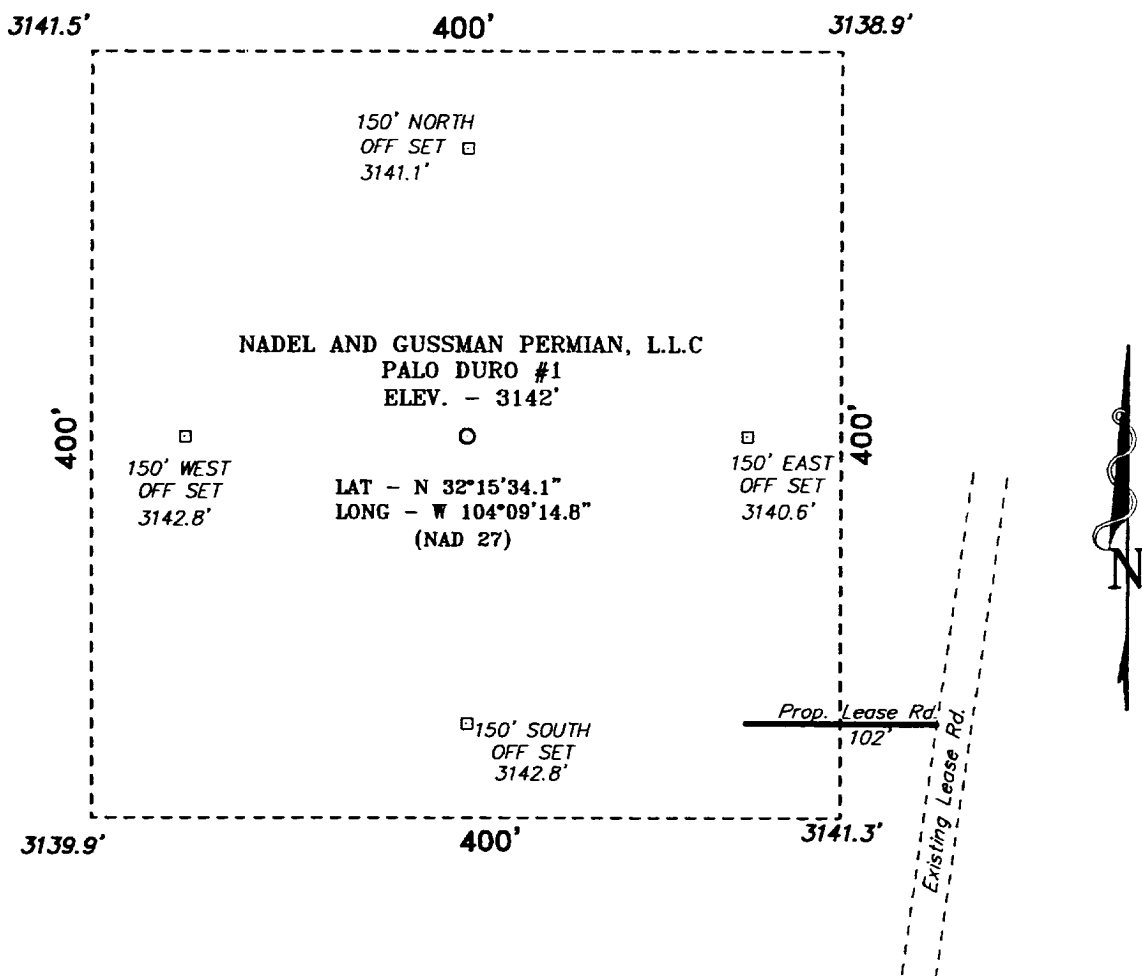 3141.5'
400'
3138.9'
150' NORTH
OFF SET
3141.1'
NADEL AND GUSSMAN PERMIAN, L.L.C
PALO DURO #1
ELEV. - 3142'
400'
400'
150' WEST
OFF SET
3142.8'
150' EAST
OFF SET
3140.6'
LAT - N 32°15'34.1"
LONG - W 104°09'14.8"
(NAD 27)
N
Prop. Lease Rd.
102'
150' SOUTH
OFF SET
3142.8'
Existing Lease Rd.
3139.9'
400'
3141.3'